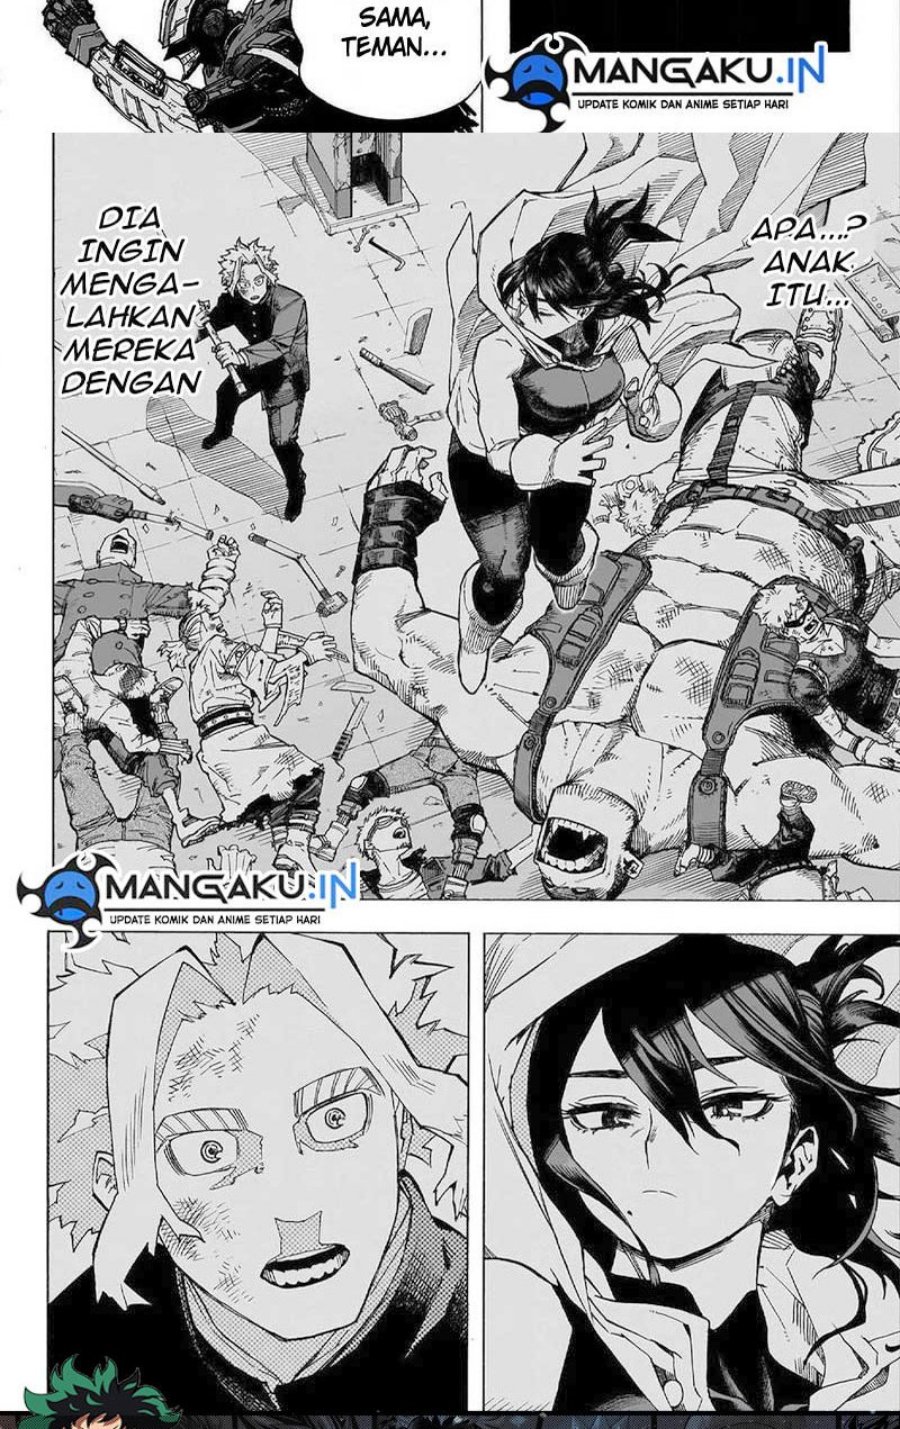 SAMA,
TEMAN...
MANGAKU.IN
UPDATE KOMIK DAN ANIME SETIAP HARI
APA...?
ANAK
ITU...
DIA
INGIN
MENGA-
LAHKAN
MEREKA
DENGAN
MANGAKU.IN
UPDATE KOMIK DAN ANIME SETIAP HARI